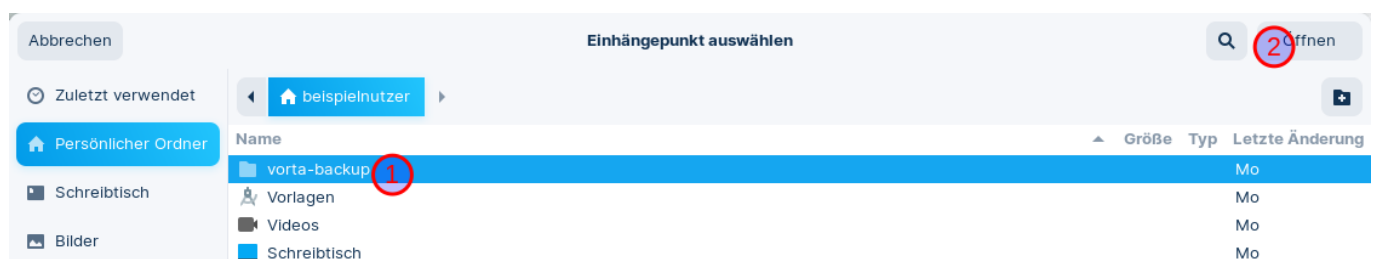 Abbrechen Einhängepunkt auswählen 2 Öffnen
Zuletzt verwendet beispielnutzer
Persönlicher Ordner Name Größe Typ Letzte Änderung
vorta-backup 1 Mo
Schreibtisch Vorlagen Mo
Videos Mo
Bilder Schreibtisch Mo